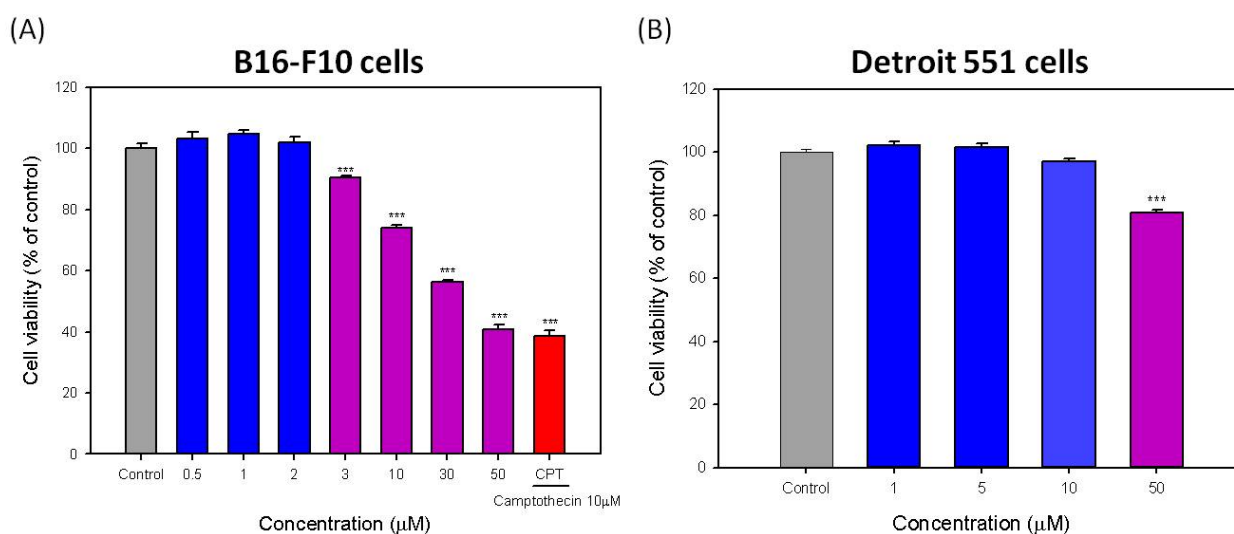 (A)
B16-F10 cells
Cell viability (% of control)
120
100
80
60
40
20
0
***
***
***
***
***
Control 0.5 1 2 3 10 30 50 CPT
Camptothecin 10μM
Concentration (μM)
(B)
Detroit 551 cells
Cell viability (% of control)
120
100
80
60
40
20
0
***
Control 1 5 10 50
Concentration (μM)